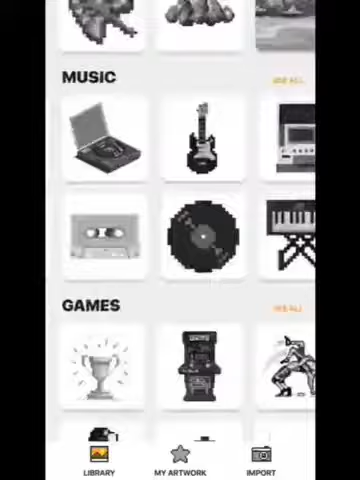 MUSIC
SEE ALL
GAMES
SEE ALL
LIBRARY
MY ARTWORK
IMPORT